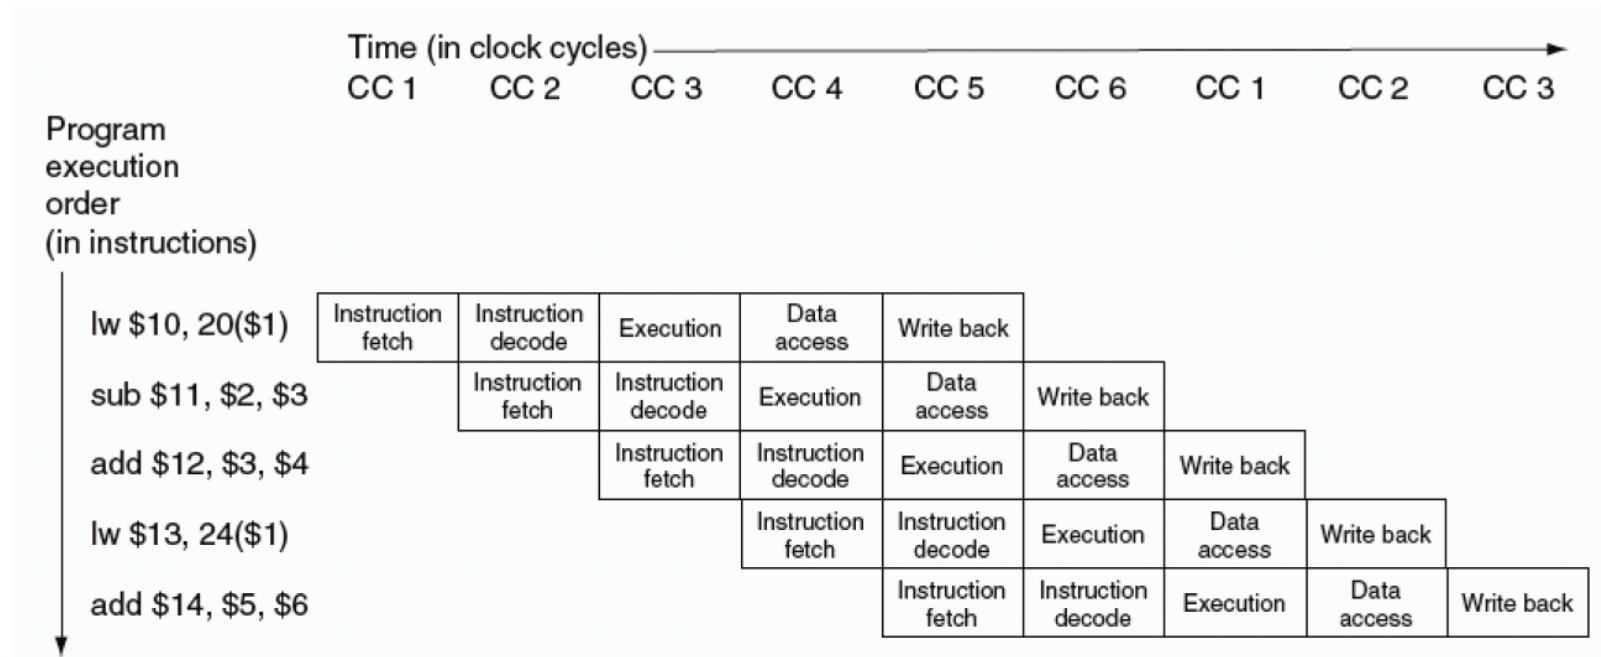 Time (in clock cycles)
CC 1 CC 2 CC 3 CC 4 CC 5 CC 6 CC 1 CC 2 CC 3
Program
execution
order
(in instructions)
lw $10, 20($1) Instruction fetch Instruction decode Execution Data access Write back
sub $11, $2, $3 Instruction fetch Instruction decode Execution Data access Write back
add $12, $3, $4 Instruction fetch Instruction decode Execution Data access Write back
lw $13, 24($1) Instruction fetch Instruction decode Execution Data access Write back
add $14, $5, $6 Instruction fetch Instruction decode Execution Data access Write back